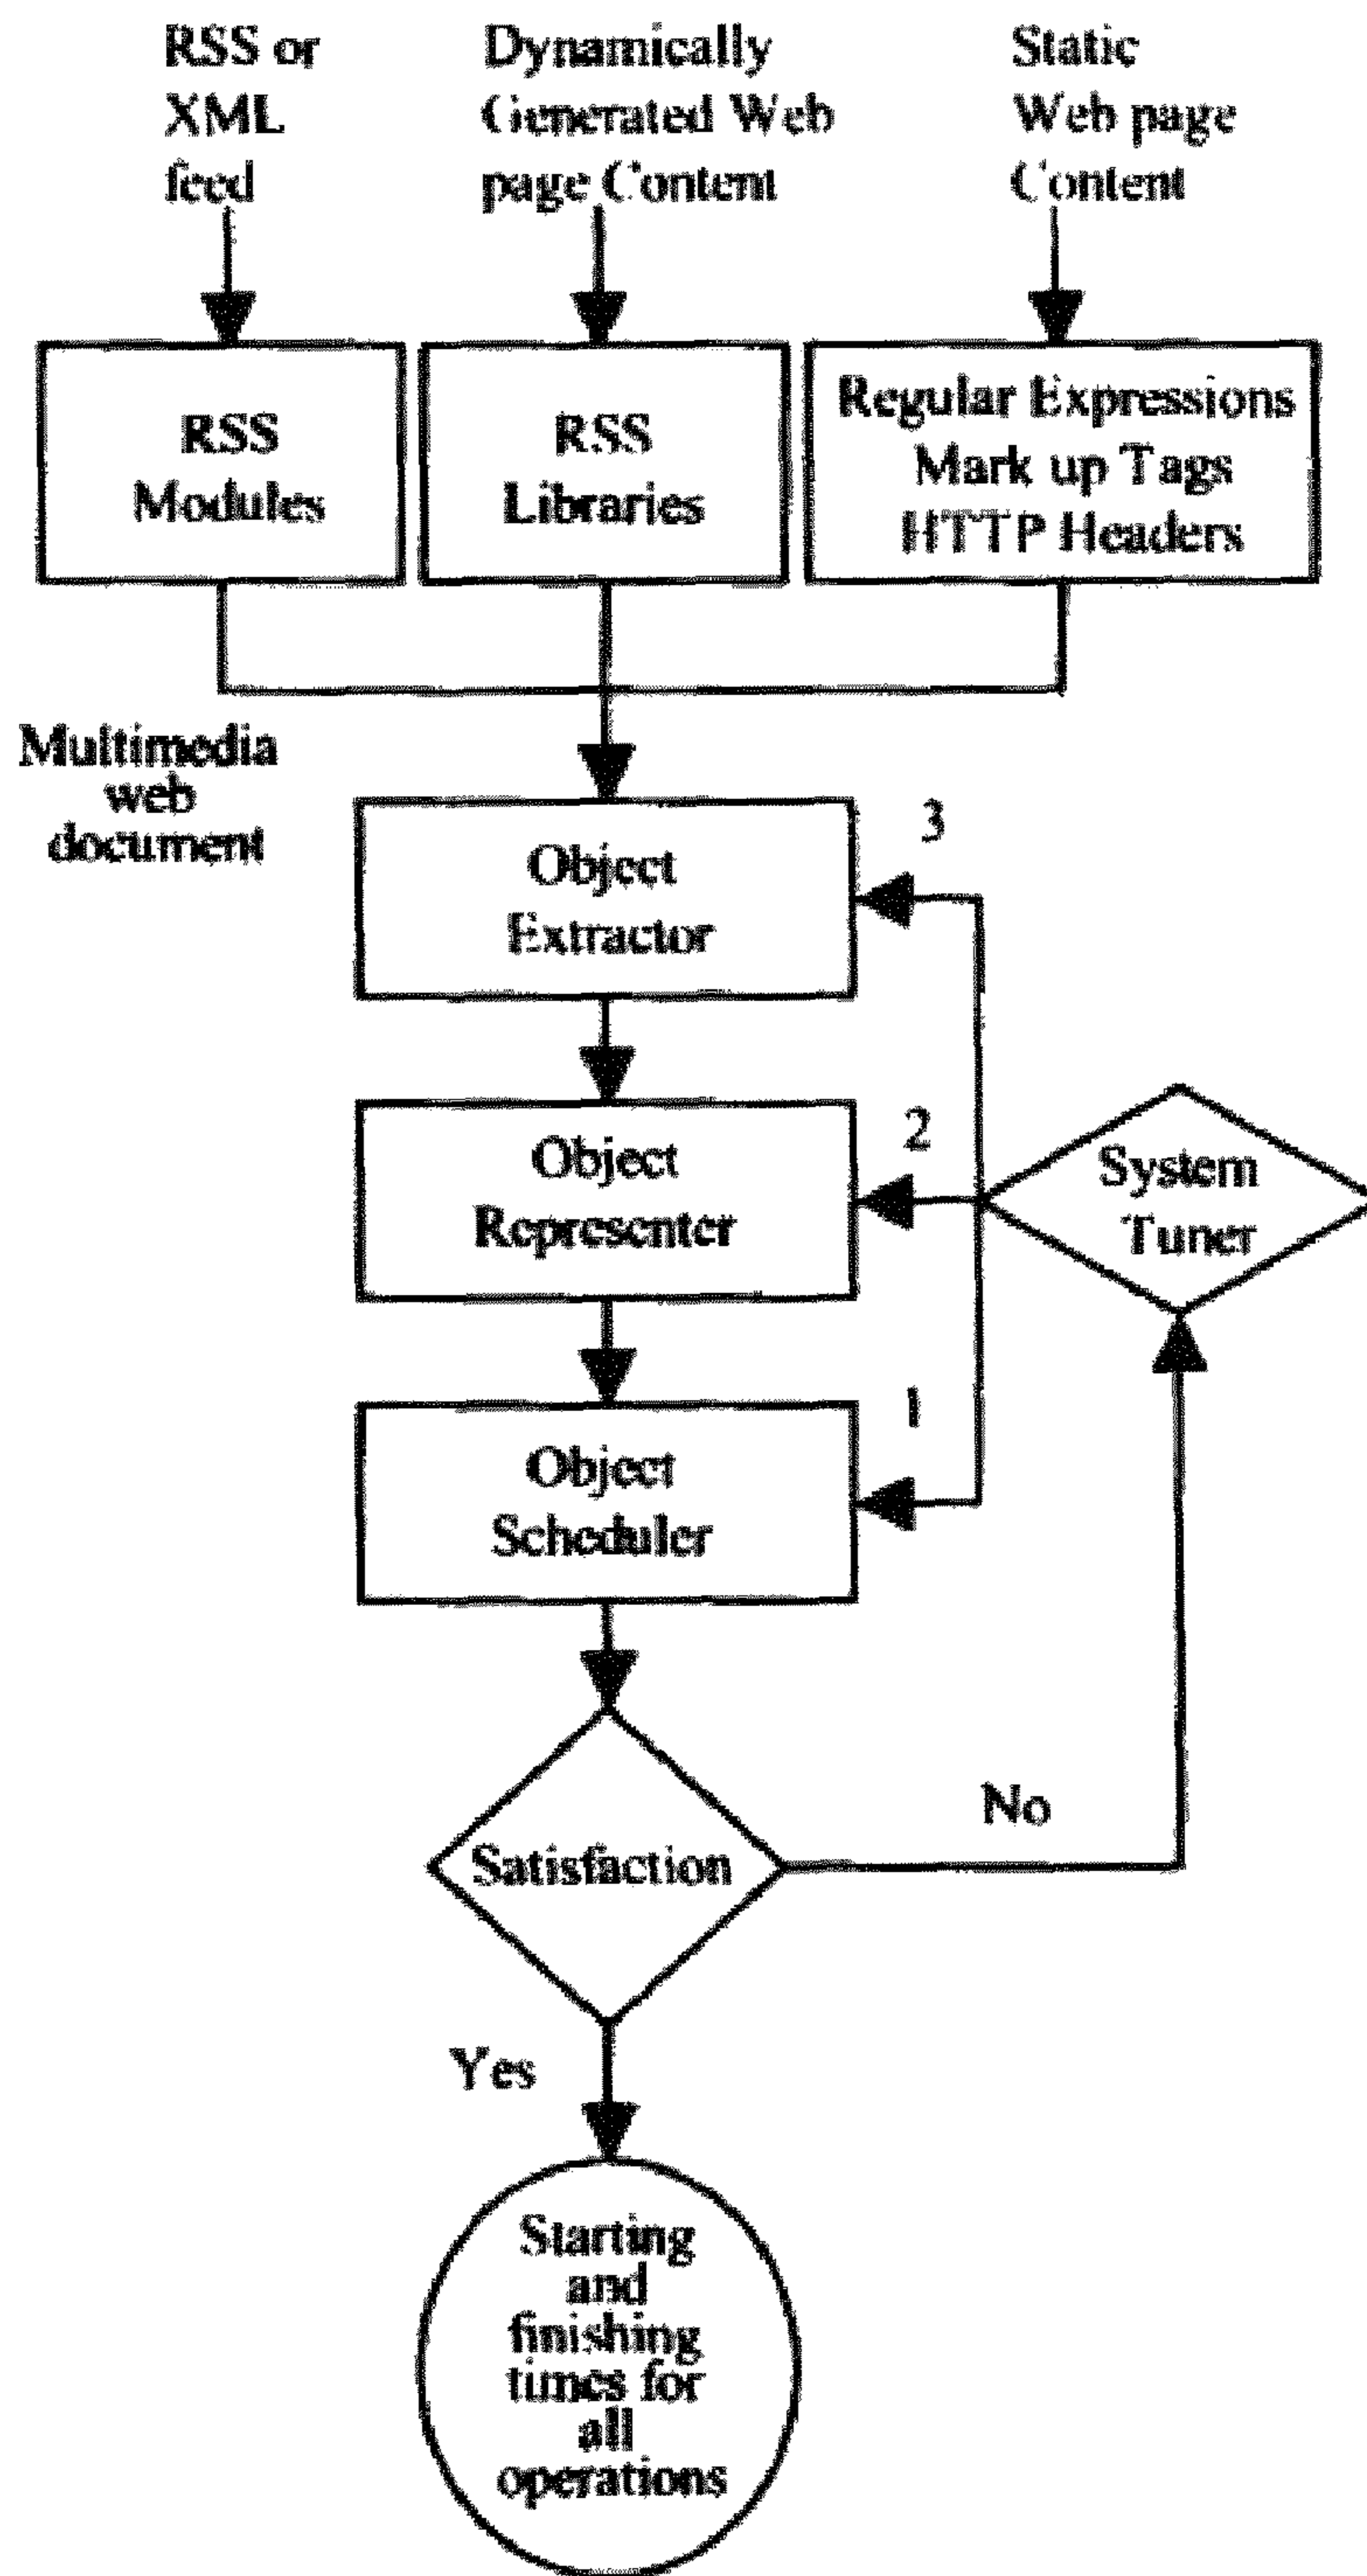 RSS or
XML
feed
Dynamically
Generated Web
page Content
Static
Web page
Content
RSS
Modules
RSS
Libraries
Regular Expressions
Mark up Tags
HTTP Headers
Multimedia
web
document
Object
Extractor
3
Object
Representer
2
System
Tuner
Object
Scheduler
1
Satisfaction
No
Yes
Starting
and
finishing
times for
all
operations